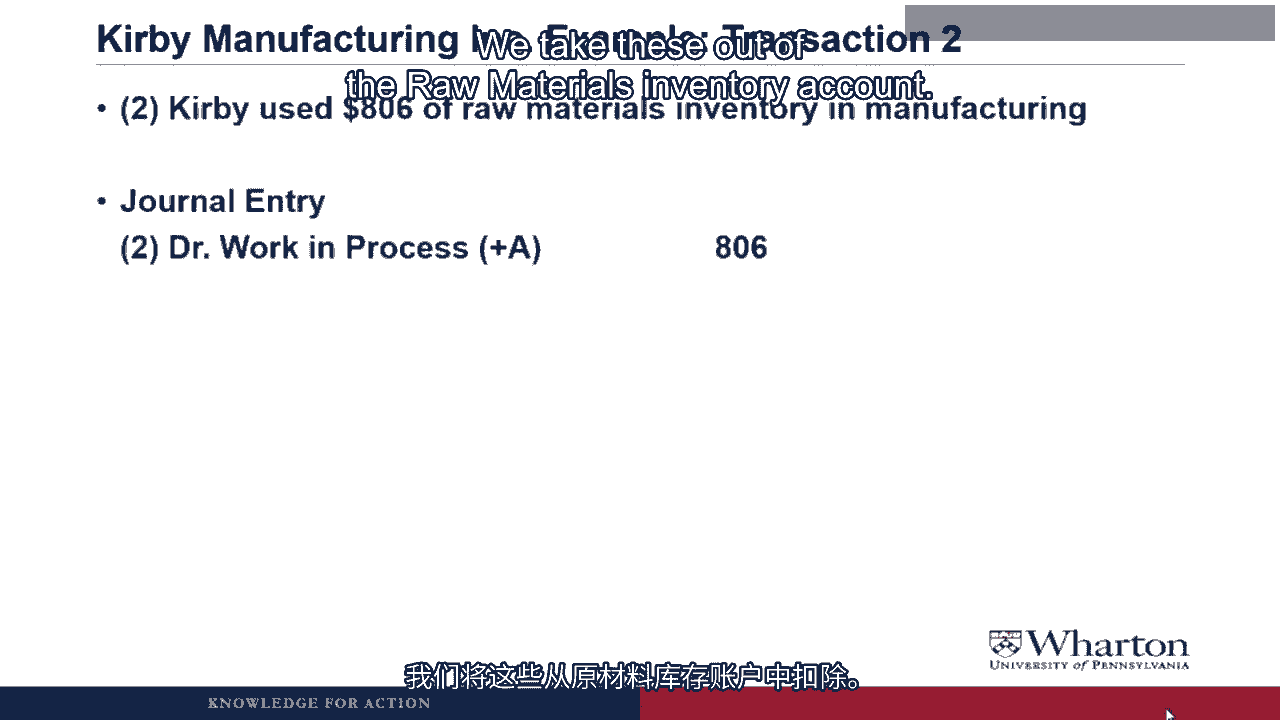 Kirby Manufacturing Inc. Example: Transaction 2
We take these out of
the Raw Materials inventory account.
• (2) Kirby used $806 of raw materials inventory in manufacturing
• Journal Entry
(2) Dr. Work in Process (+A) 806
Wharton
UNIVERSITY of PENNSYLVANIA
我们将这些从原材料库存账户中扣除。
KNOWLEDGE FOR ACTION